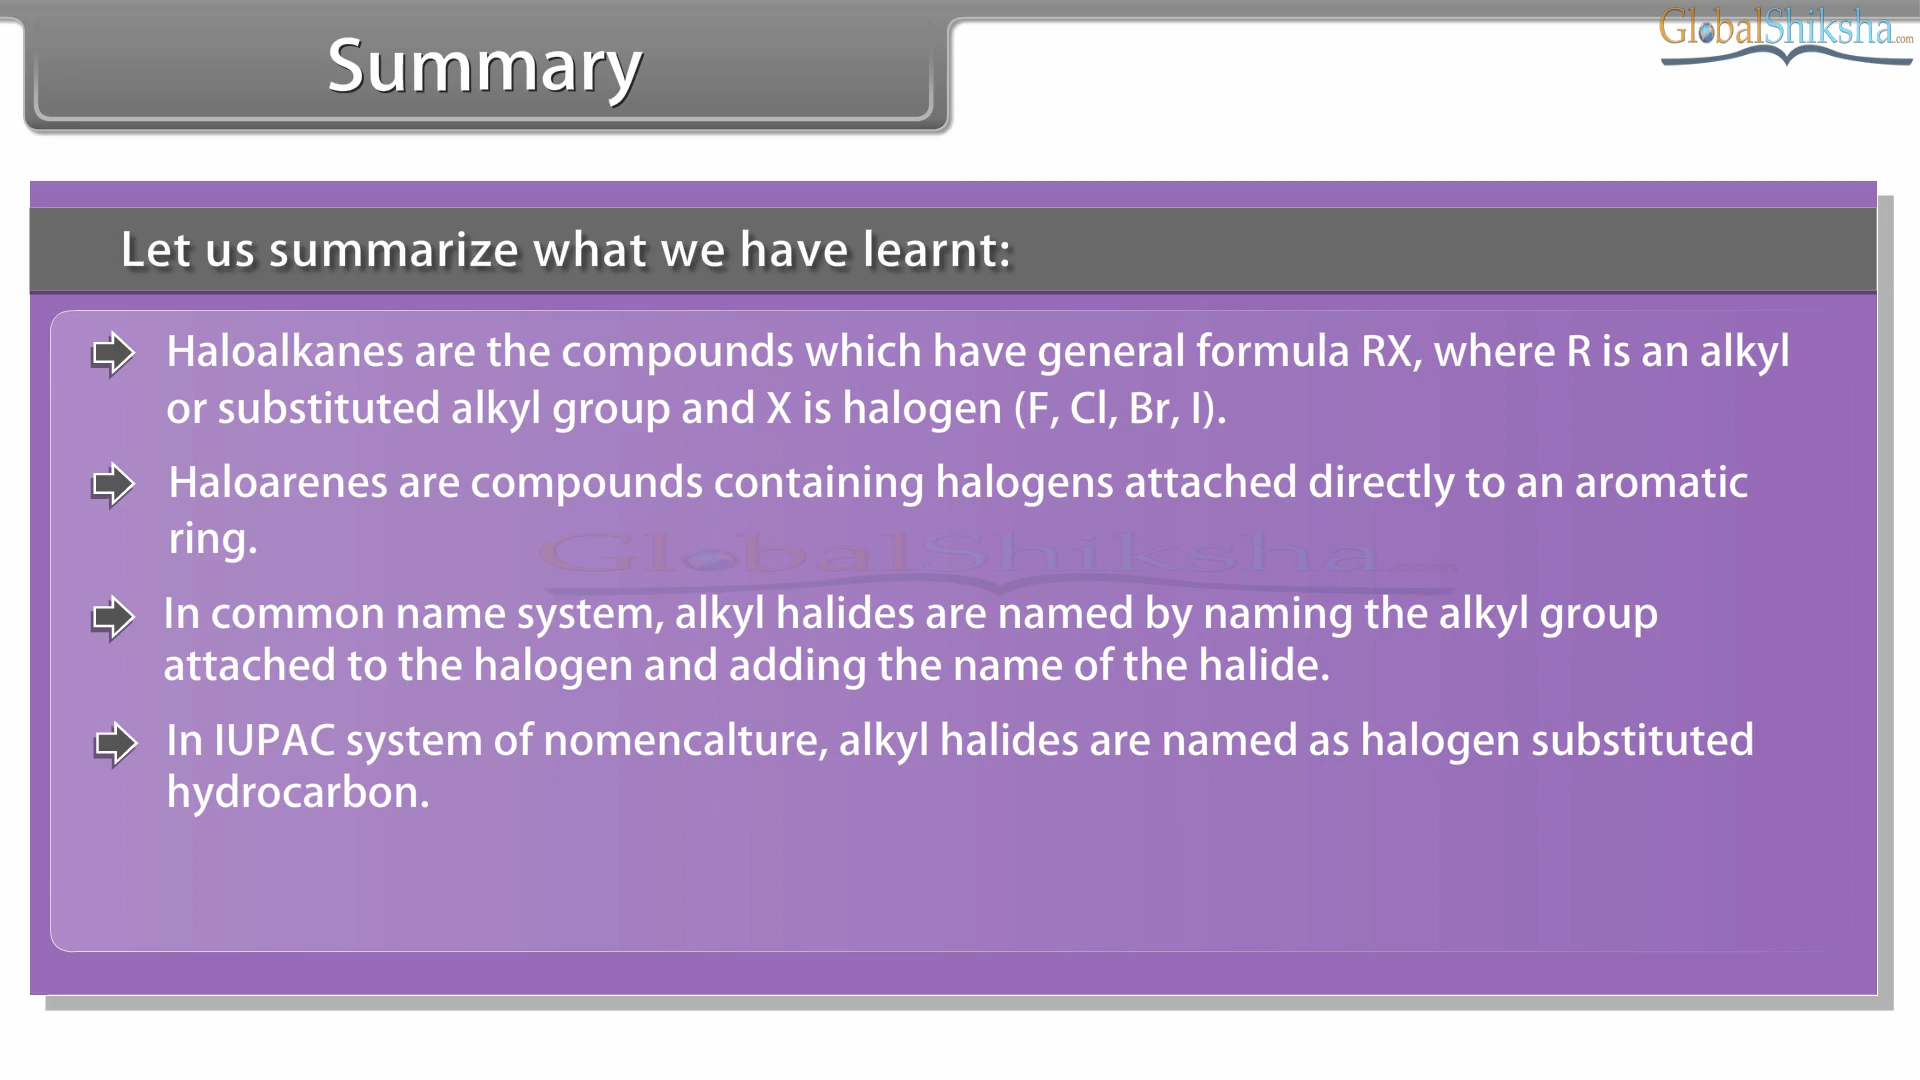 Summary
GlobalShiksha.com
Let us summarize what we have learnt:
Haloalkanes are the compounds which have general formula RX, where R is an alkyl
or substituted alkyl group and X is halogen (F, Cl, Br, I).
Haloarenes are compounds containing halogens attached directly to an aromatic
ring.
GlobalShiksha.com
In common name system, alkyl halides are named by naming the alkyl group
attached to the halogen and adding the name of the halide.
In IUPAC system of nomencalture, alkyl halides are named as halogen substituted
hydrocarbon.